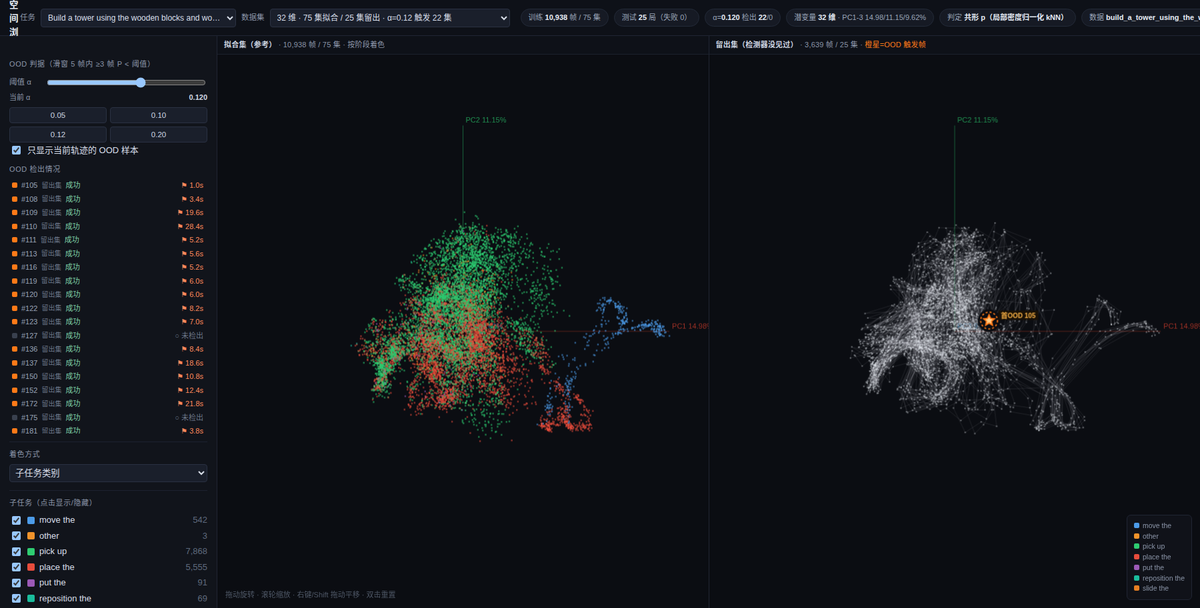 空
间
浏
任务
Build a tower using the wooden blocks and wo…
数据集
32 维 · 75 集拟合 / 25 集留出 · α=0.12 触发 22 集
训练 10,938 帧 / 75 集
测试 25 局（失败 0）
α=0.120 检出 22/0
潜变量 32 维 · PC1-3 14.98/11.15/9.62%
判定 共形 p（局部密度归一化 kNN）
数据 build_a_tower_using_the_
OOD 判据（滑窗 5 帧内 ≥3 帧 P < 阈值）
阈值 α
当前 α 0.120
0.05 0.10
0.12 0.20
只显示当前轨迹的 OOD 样本
OOD 检出情况
#105 留出集 成功 ⚑ 1.0s
#108 留出集 成功 ⚑ 3.4s
#109 留出集 成功 ⚑ 19.6s
#110 留出集 成功 ⚑ 28.4s
#111 留出集 成功 ⚑ 5.2s
#113 留出集 成功 ⚑ 5.6s
#116 留出集 成功 ⚑ 5.2s
#119 留出集 成功 ⚑ 6.0s
#120 留出集 成功 ⚑ 6.0s
#122 留出集 成功 ⚑ 8.2s
#123 留出集 成功 ⚑ 7.0s
#127 留出集 成功 ○ 未检出
#136 留出集 成功 ⚑ 8.4s
#137 留出集 成功 ⚑ 18.6s
#150 留出集 成功 ⚑ 10.8s
#152 留出集 成功 ⚑ 12.4s
#172 留出集 成功 ⚑ 21.8s
#175 留出集 成功 ○ 未检出
#181 留出集 成功 ⚑ 3.8s
着色方式
子任务类别
子任务（点击显示/隐藏）
move the 542
other 3
pick up 7,868
place the 5,555
put the 91
reposition the 69
拟合集（参考） · 10,938 帧 / 75 集 · 按阶段着色
PC2 11.15%
PC1 14.98%
拖动旋转 · 滚轮缩放 · 右键/Shift 拖动平移 · 双击重置
留出集（检测器没见过） · 3,639 帧 / 25 集 · 橙星=OOD 触发帧
PC2 11.15%
首OOD 105
PC1 14.98%
move the
other
pick up
place the
put the
reposition the
slide the